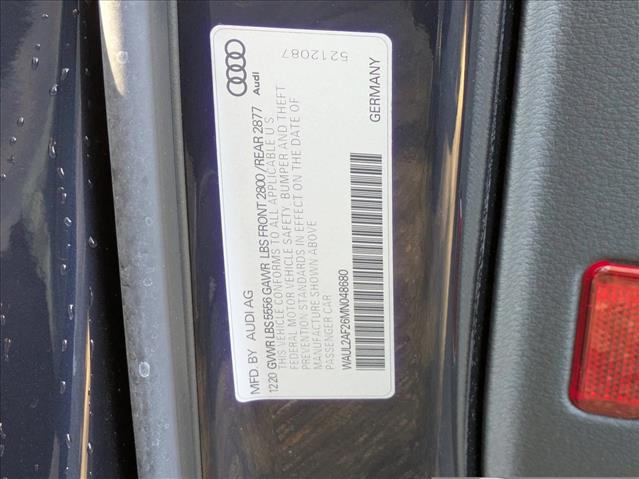 MFD. BY AUDI AG
1220 GVWR LBS 5556 GAWR LBS FRONT 2800 /REAR 2877
THIS VEHICLE CONFORMS TO ALL APPLICABLE U S
FEDERAL MOTOR VEHICLE SAFETY, BUMPER AND THEFT
PREVENTION STANDARDS IN EFFECT ON THE DATE OF
MANUFACTURE SHOWN ABOVE
PASSENGER CAR
WAUL2AF26MN048680
GERMANY
Audi
5212087